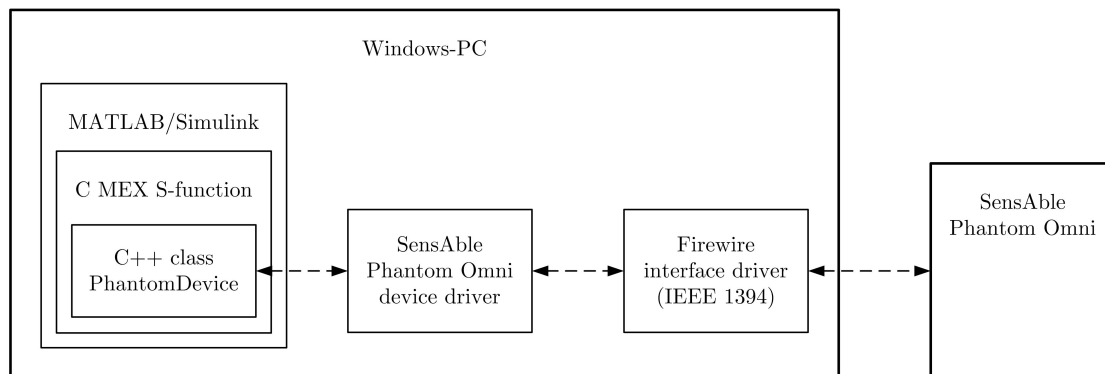 Windows-PC
MATLAB/Simulink
C MEX S-function
C++ class
PhantomDevice
SensAble
Phantom Omni
device driver
Firewire
interface driver
(IEEE 1394)
SensAble
Phantom Omni